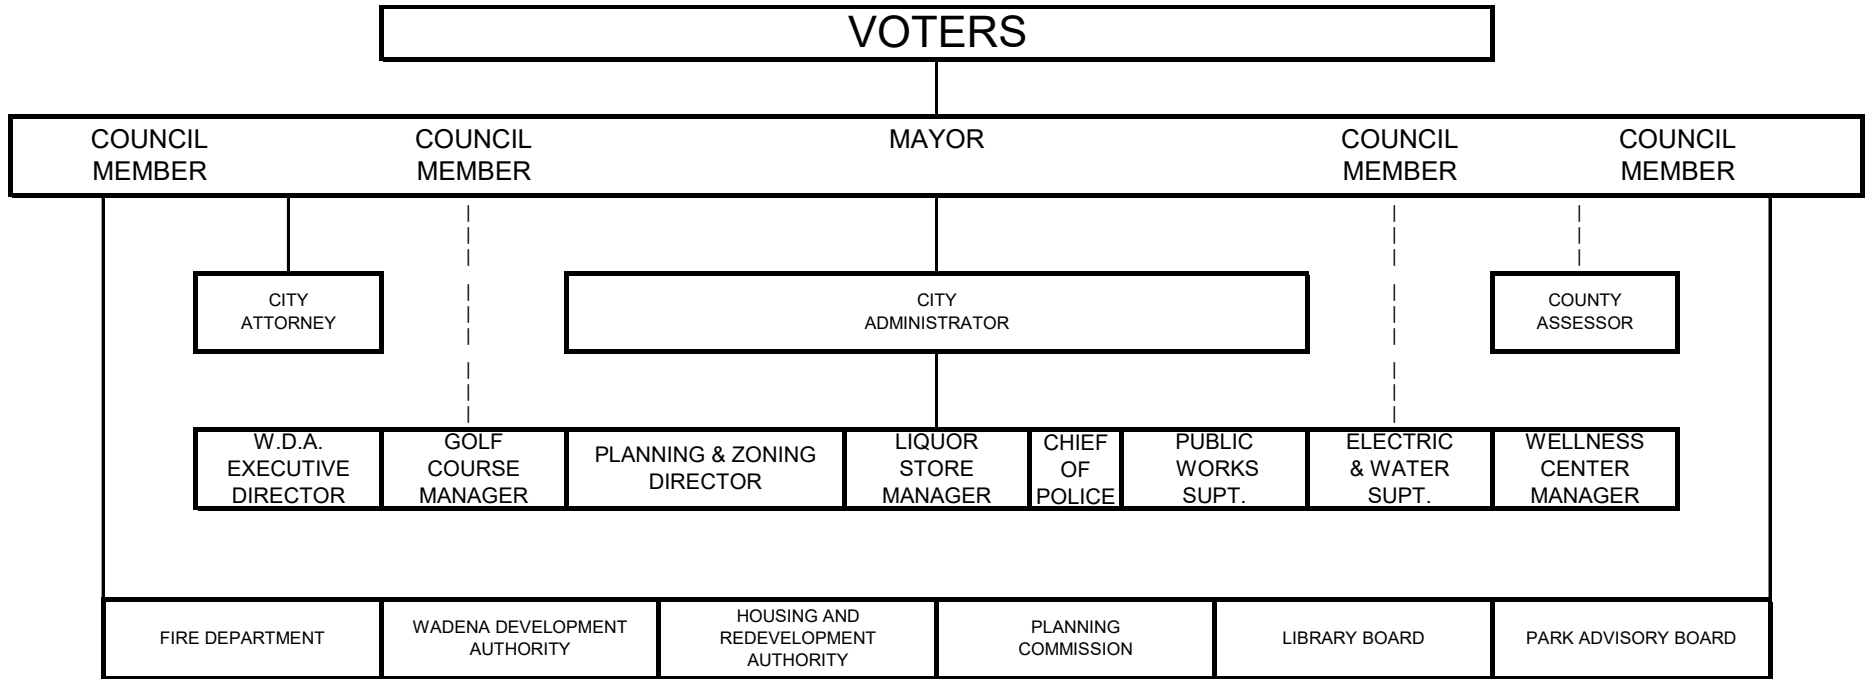 VOTERS
COUNCIL
MEMBER
COUNCIL
MEMBER
MAYOR
COUNCIL
MEMBER
COUNCIL
MEMBER
CITY
ATTORNEY
CITY
ADMINISTRATOR
COUNTY
ASSESSOR
W.D.A.
EXECUTIVE
DIRECTOR
GOLF
COURSE
MANAGER
PLANNING & ZONING
DIRECTOR
LIQUOR
STORE
MANAGER
CHIEF
OF
POLICE
PUBLIC
WORKS
SUPT.
ELECTRIC
& WATER
SUPT.
WELLNESS
CENTER
MANAGER
FIRE DEPARTMENT
WADENA DEVELOPMENT
AUTHORITY
HOUSING AND
REDEVELOPMENT
AUTHORITY
PLANNING
COMMISSION
LIBRARY BOARD
PARK ADVISORY BOARD